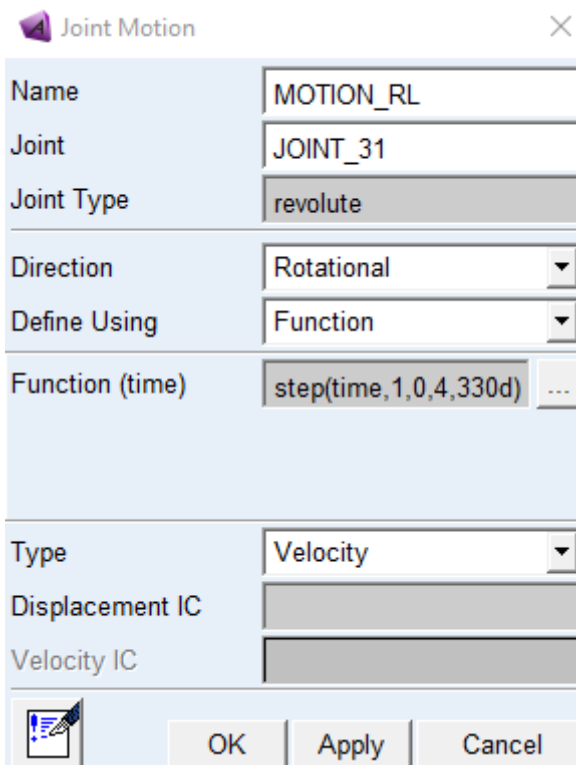 Joint Motion
Name MOTION_RL
Joint JOINT_31
Joint Type revolute
Direction Rotational
Define Using Function
Function (time) step(time,1,0,4,330d) ...
Type Velocity
Displacement IC
Velocity IC
OK Apply Cancel